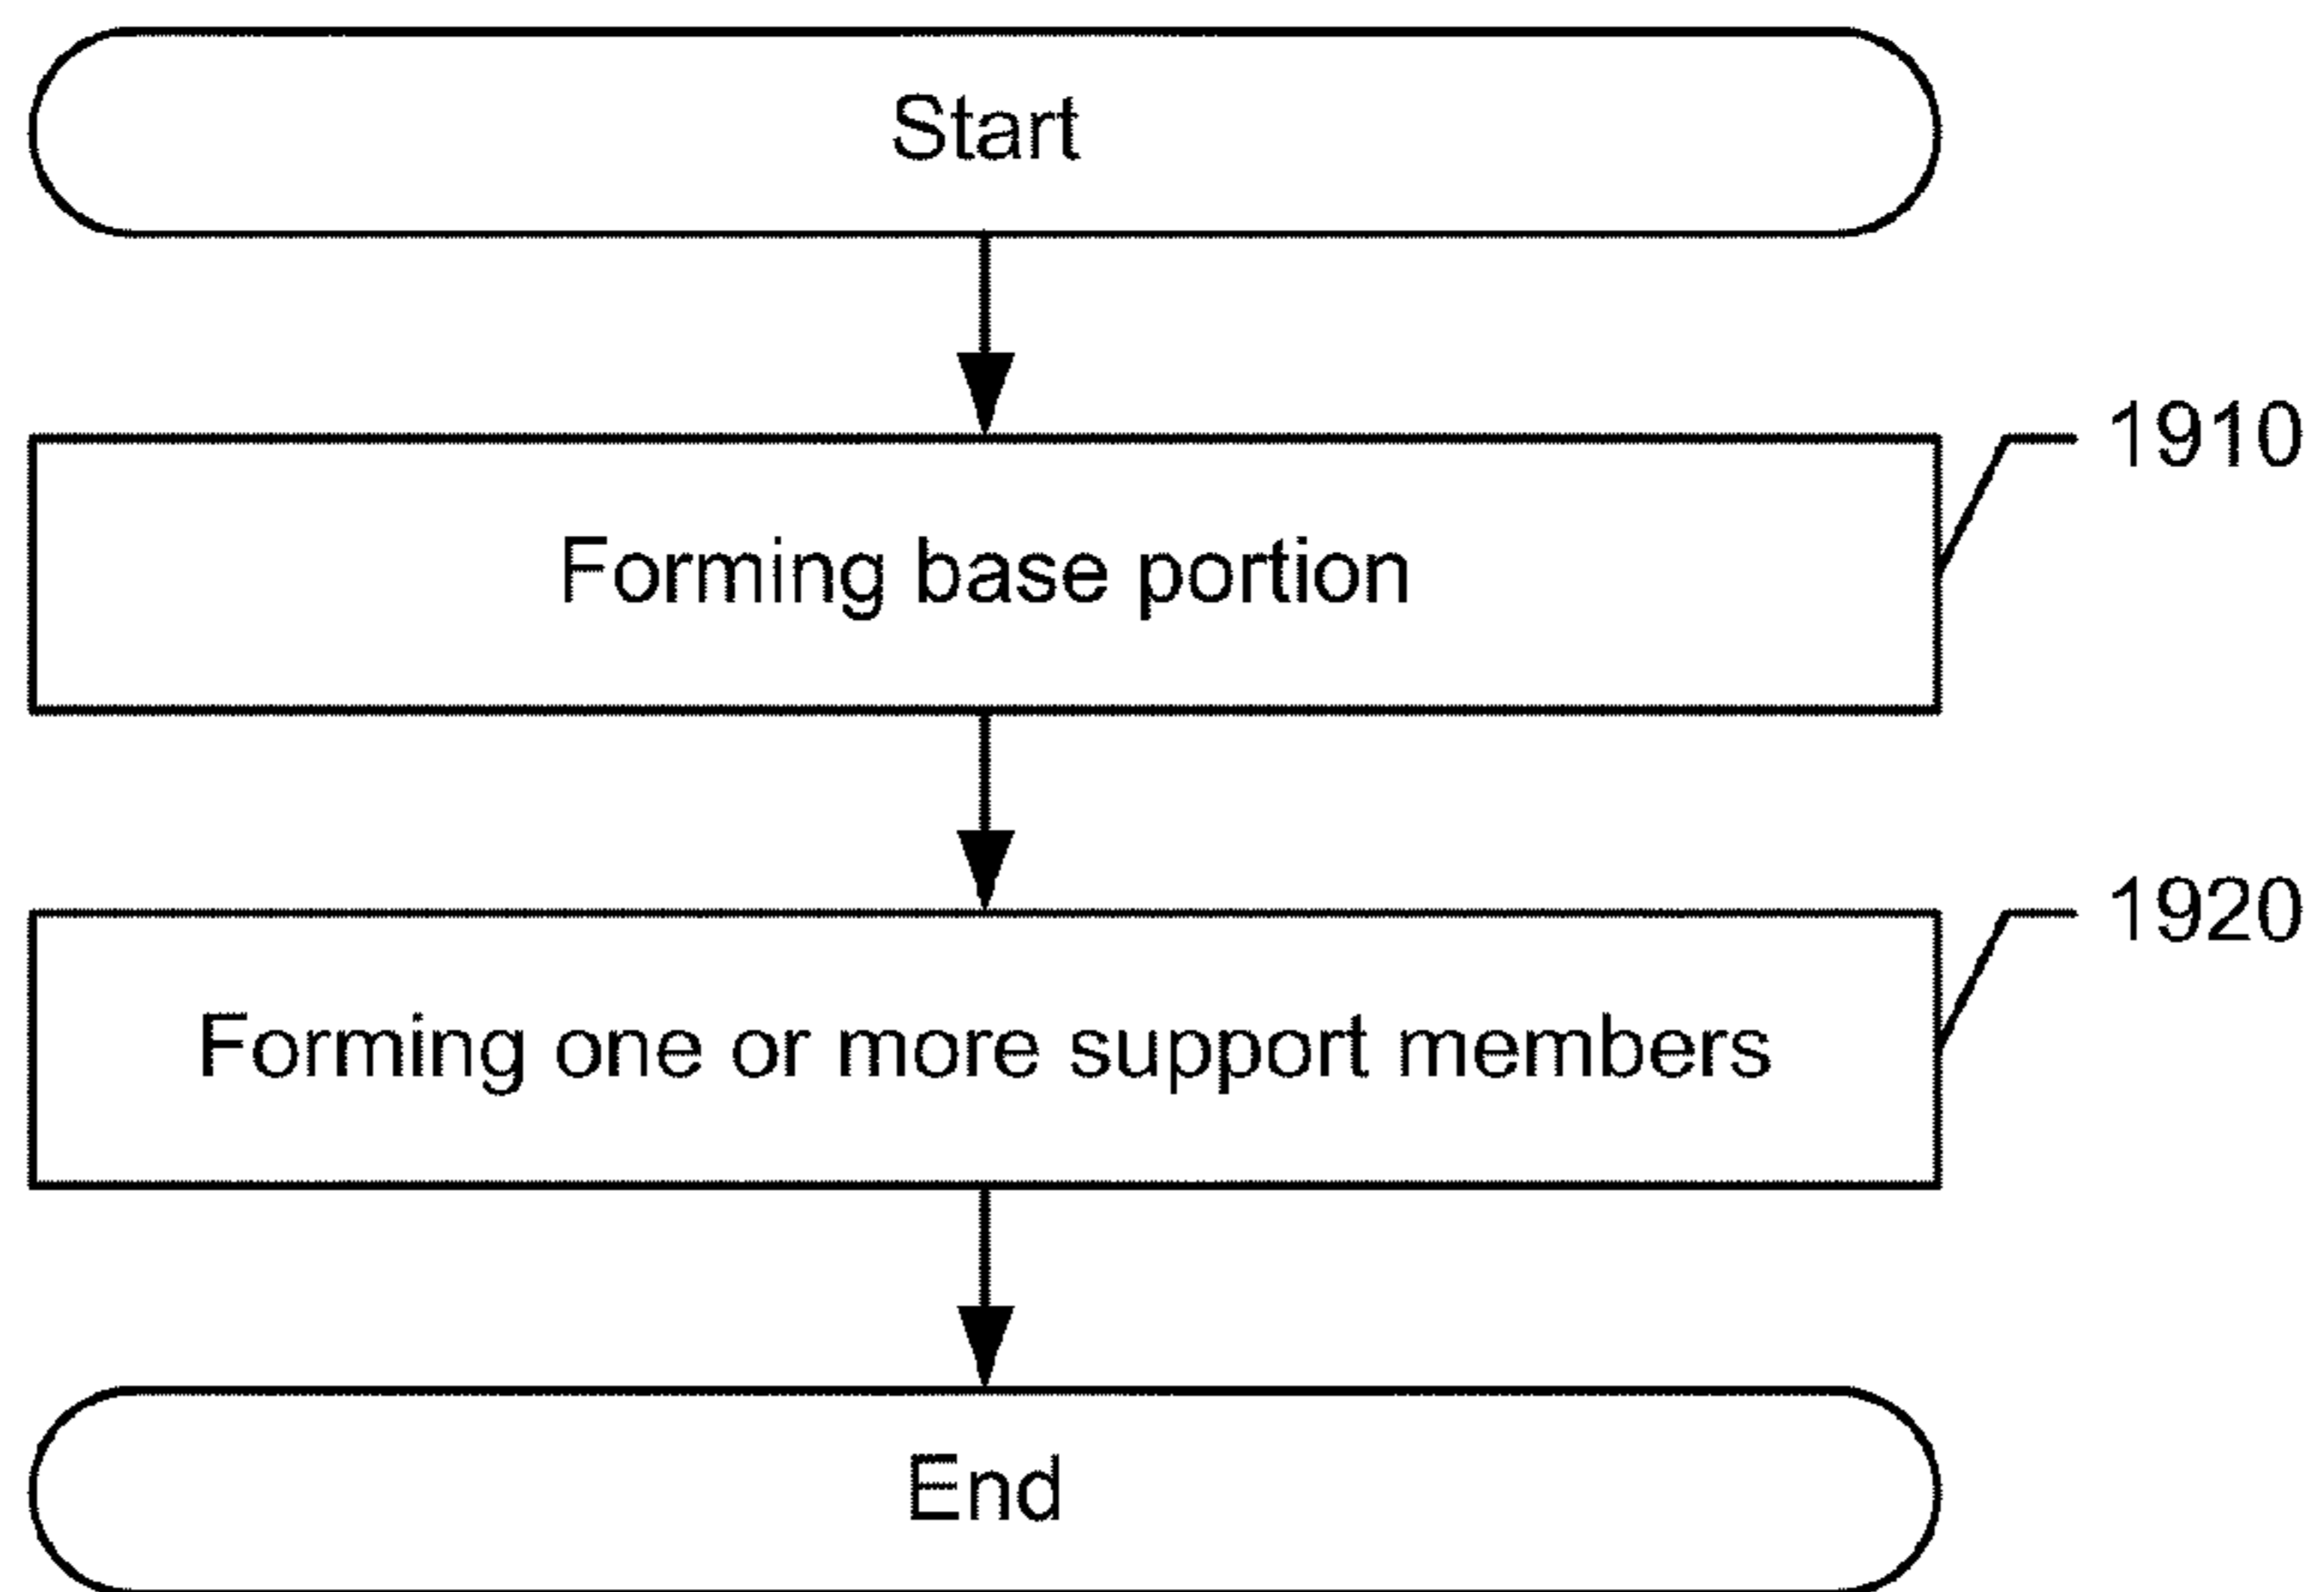 Start
1910
Forming base portion
1920
Forming one or more support members
End